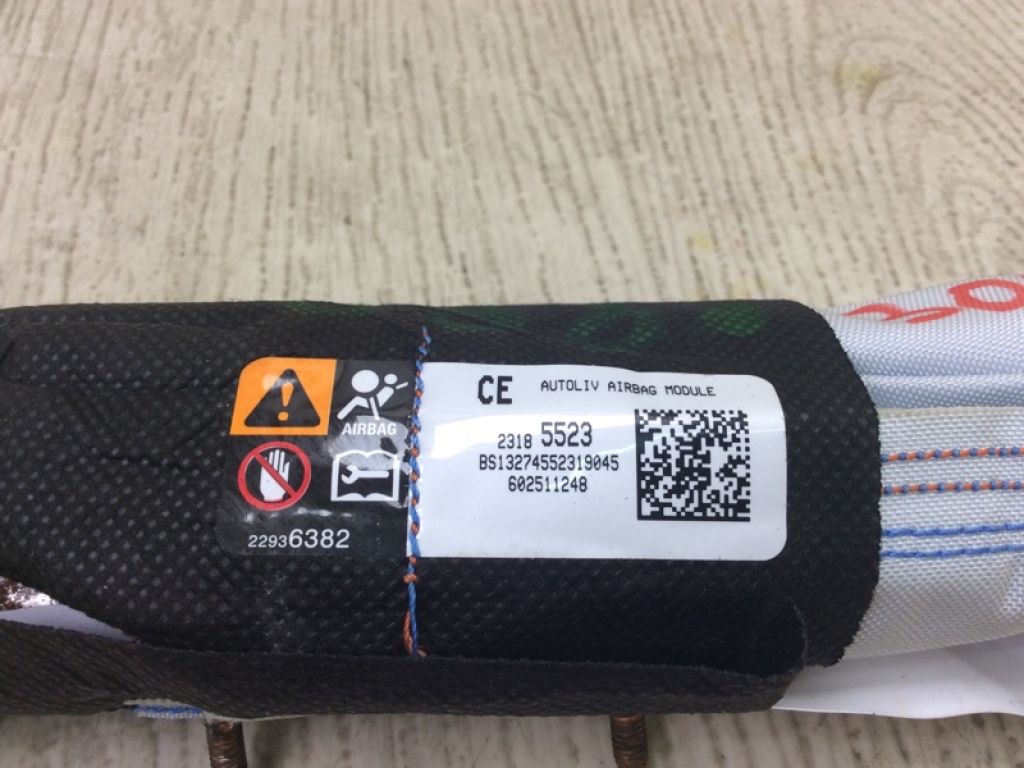 CE AUTOLIV AIRBAG MODULE
AIRBAG
2318 5523
BS13274552319045
602511248
22936382